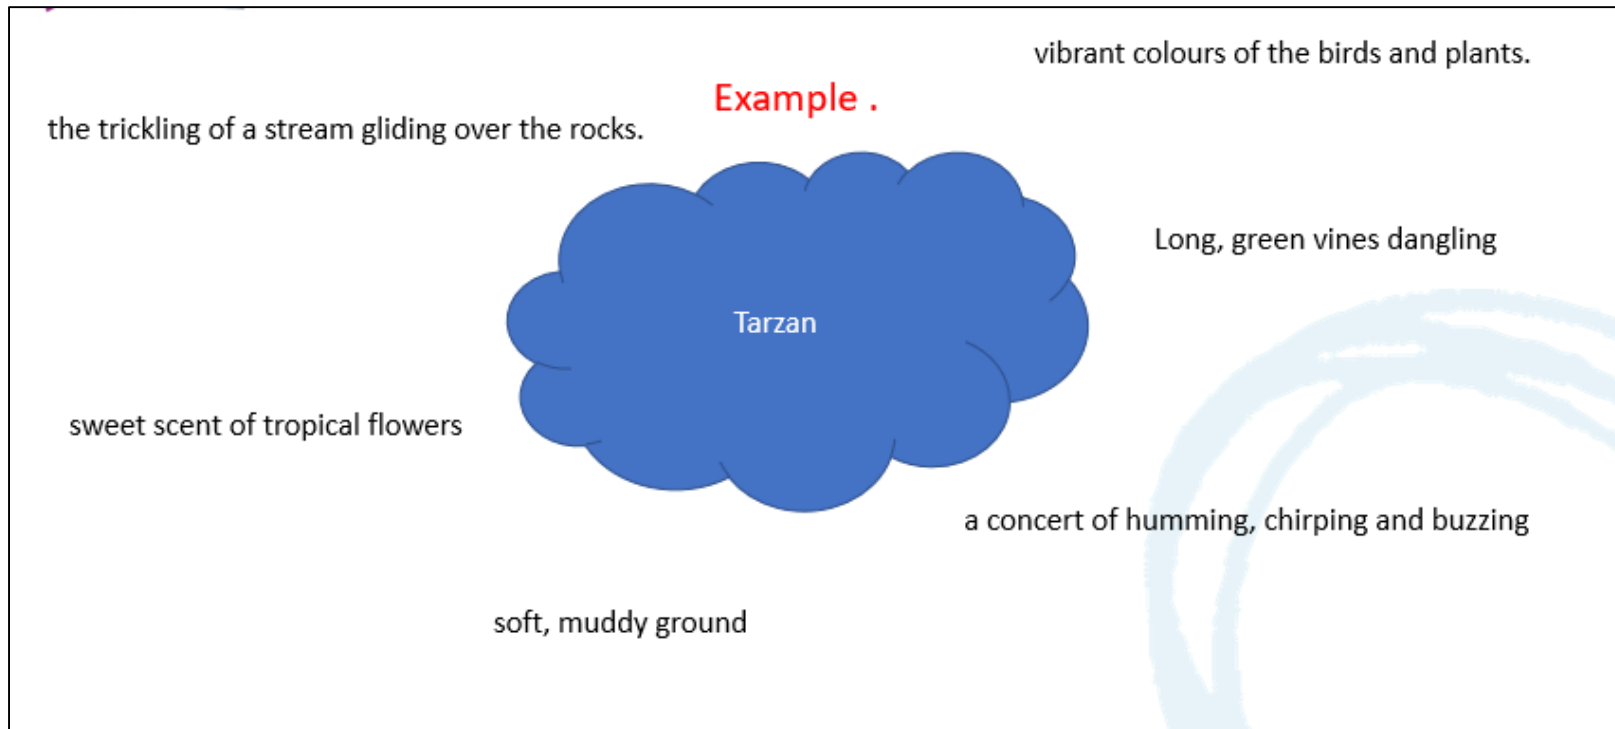 vibrant colours of the birds and plants.
Example .
the trickling of a stream gliding over the rocks.
Long, green vines dangling
Tarzan
sweet scent of tropical flowers
a concert of humming, chirping and buzzing
soft, muddy ground